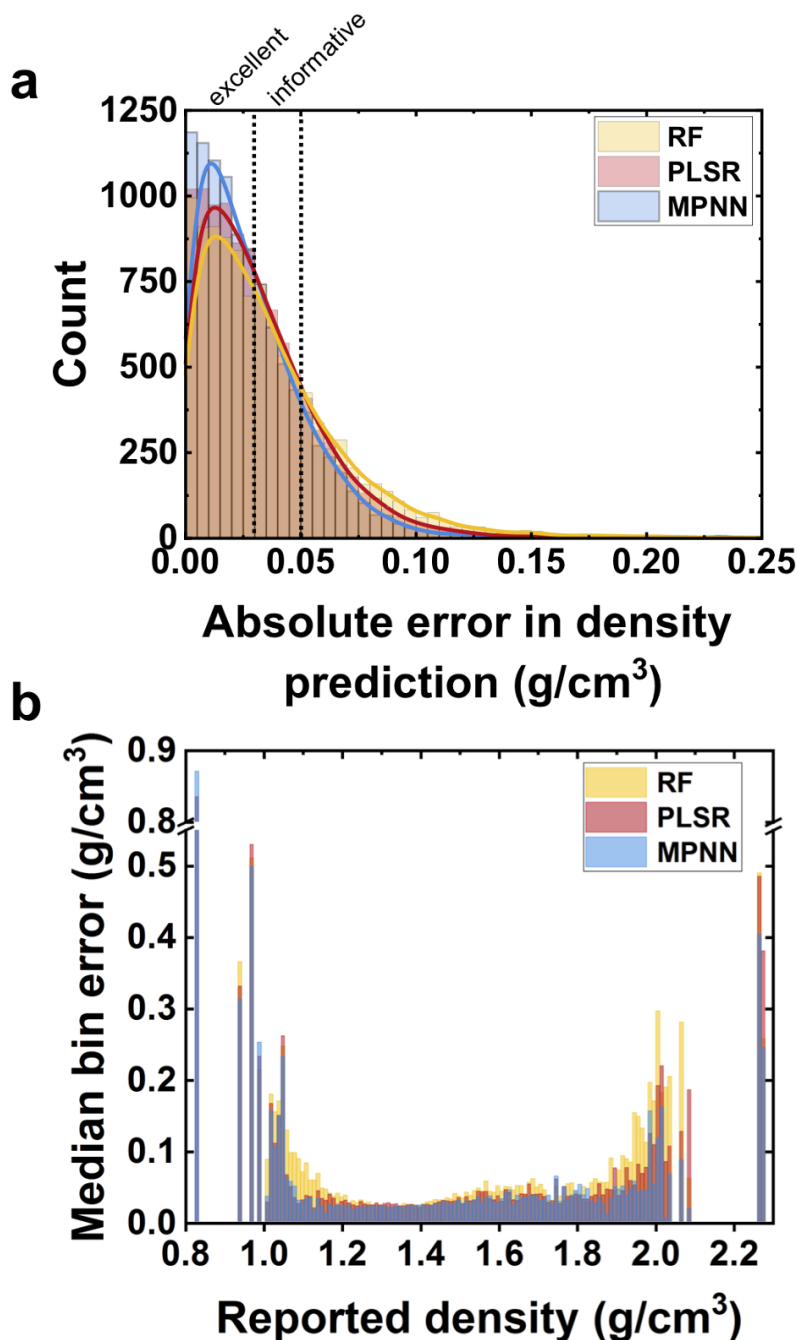 excellent
informative
a
1250
1000
750
500
250
0
Count
RF
PLSR
MPNN
0.00 0.05 0.10 0.15 0.20 0.25
Absolute error in density
prediction (g/cm³)
b
0.9
0.8
0.5
0.4
0.3
0.2
0.1
0.0
Median bin error (g/cm³)
RF
PLSR
MPNN
0.8 1.0 1.2 1.4 1.6 1.8 2.0 2.2
Reported density (g/cm³)